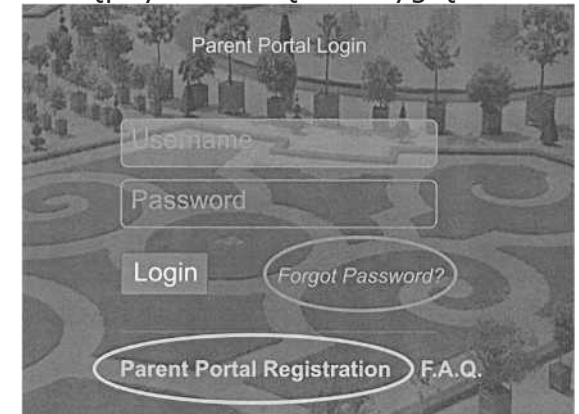 Parent Portal Login
Username
Password
Login
Forgot Password?
Parent Portal Registration F.A.Q.